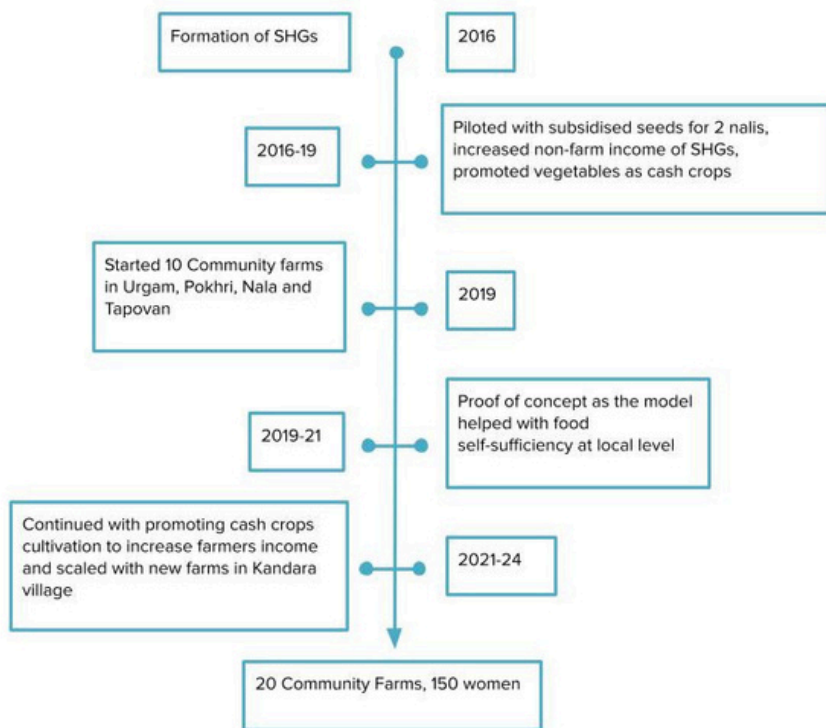 Formation of SHGs
2016
2016-19
Piloted with subsidised seeds for 2 nalis,
increased non-farm income of SHGs,
promoted vegetables as cash crops
Started 10 Community farms
in Urgam, Pokhri, Nala and
Tapovan
2019
2019-21
Proof of concept as the model
helped with food
self-sufficiency at local level
Continued with promoting cash crops
cultivation to increase farmers income
and scaled with new farms in Kandara
village
2021-24
20 Community Farms, 150 women